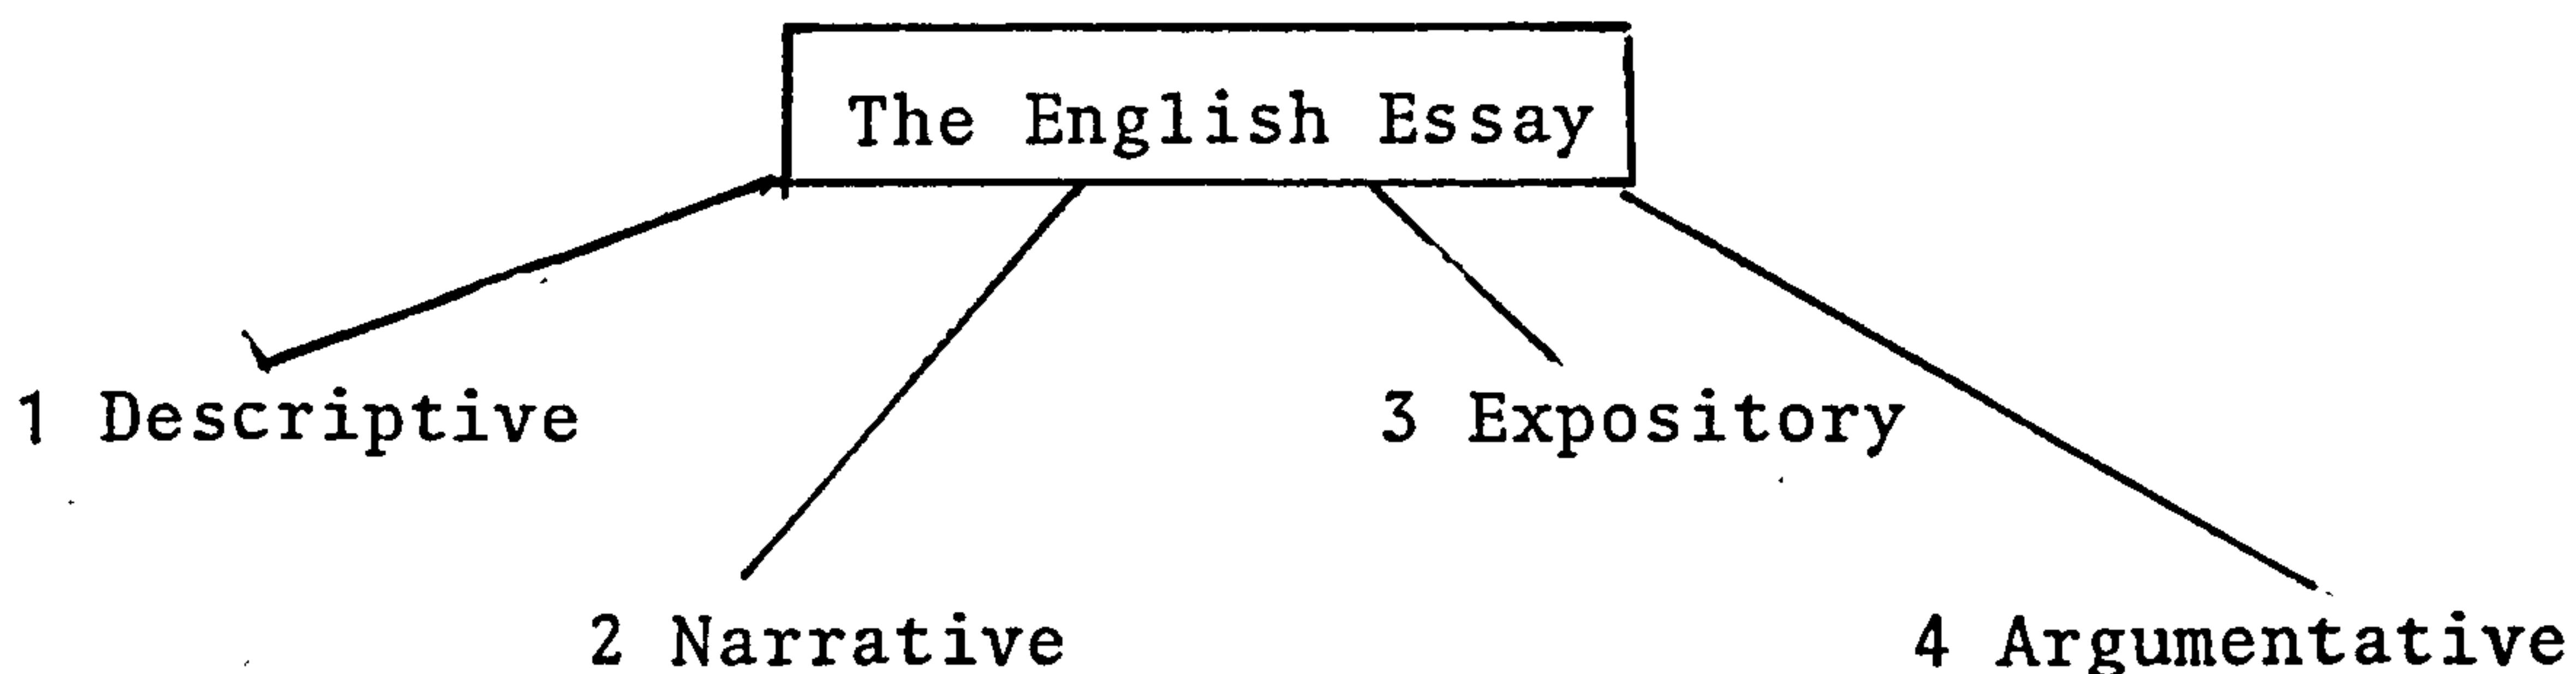 The English Essay
1 Descriptive
3 Expository
2 Narrative
4 Argumentative